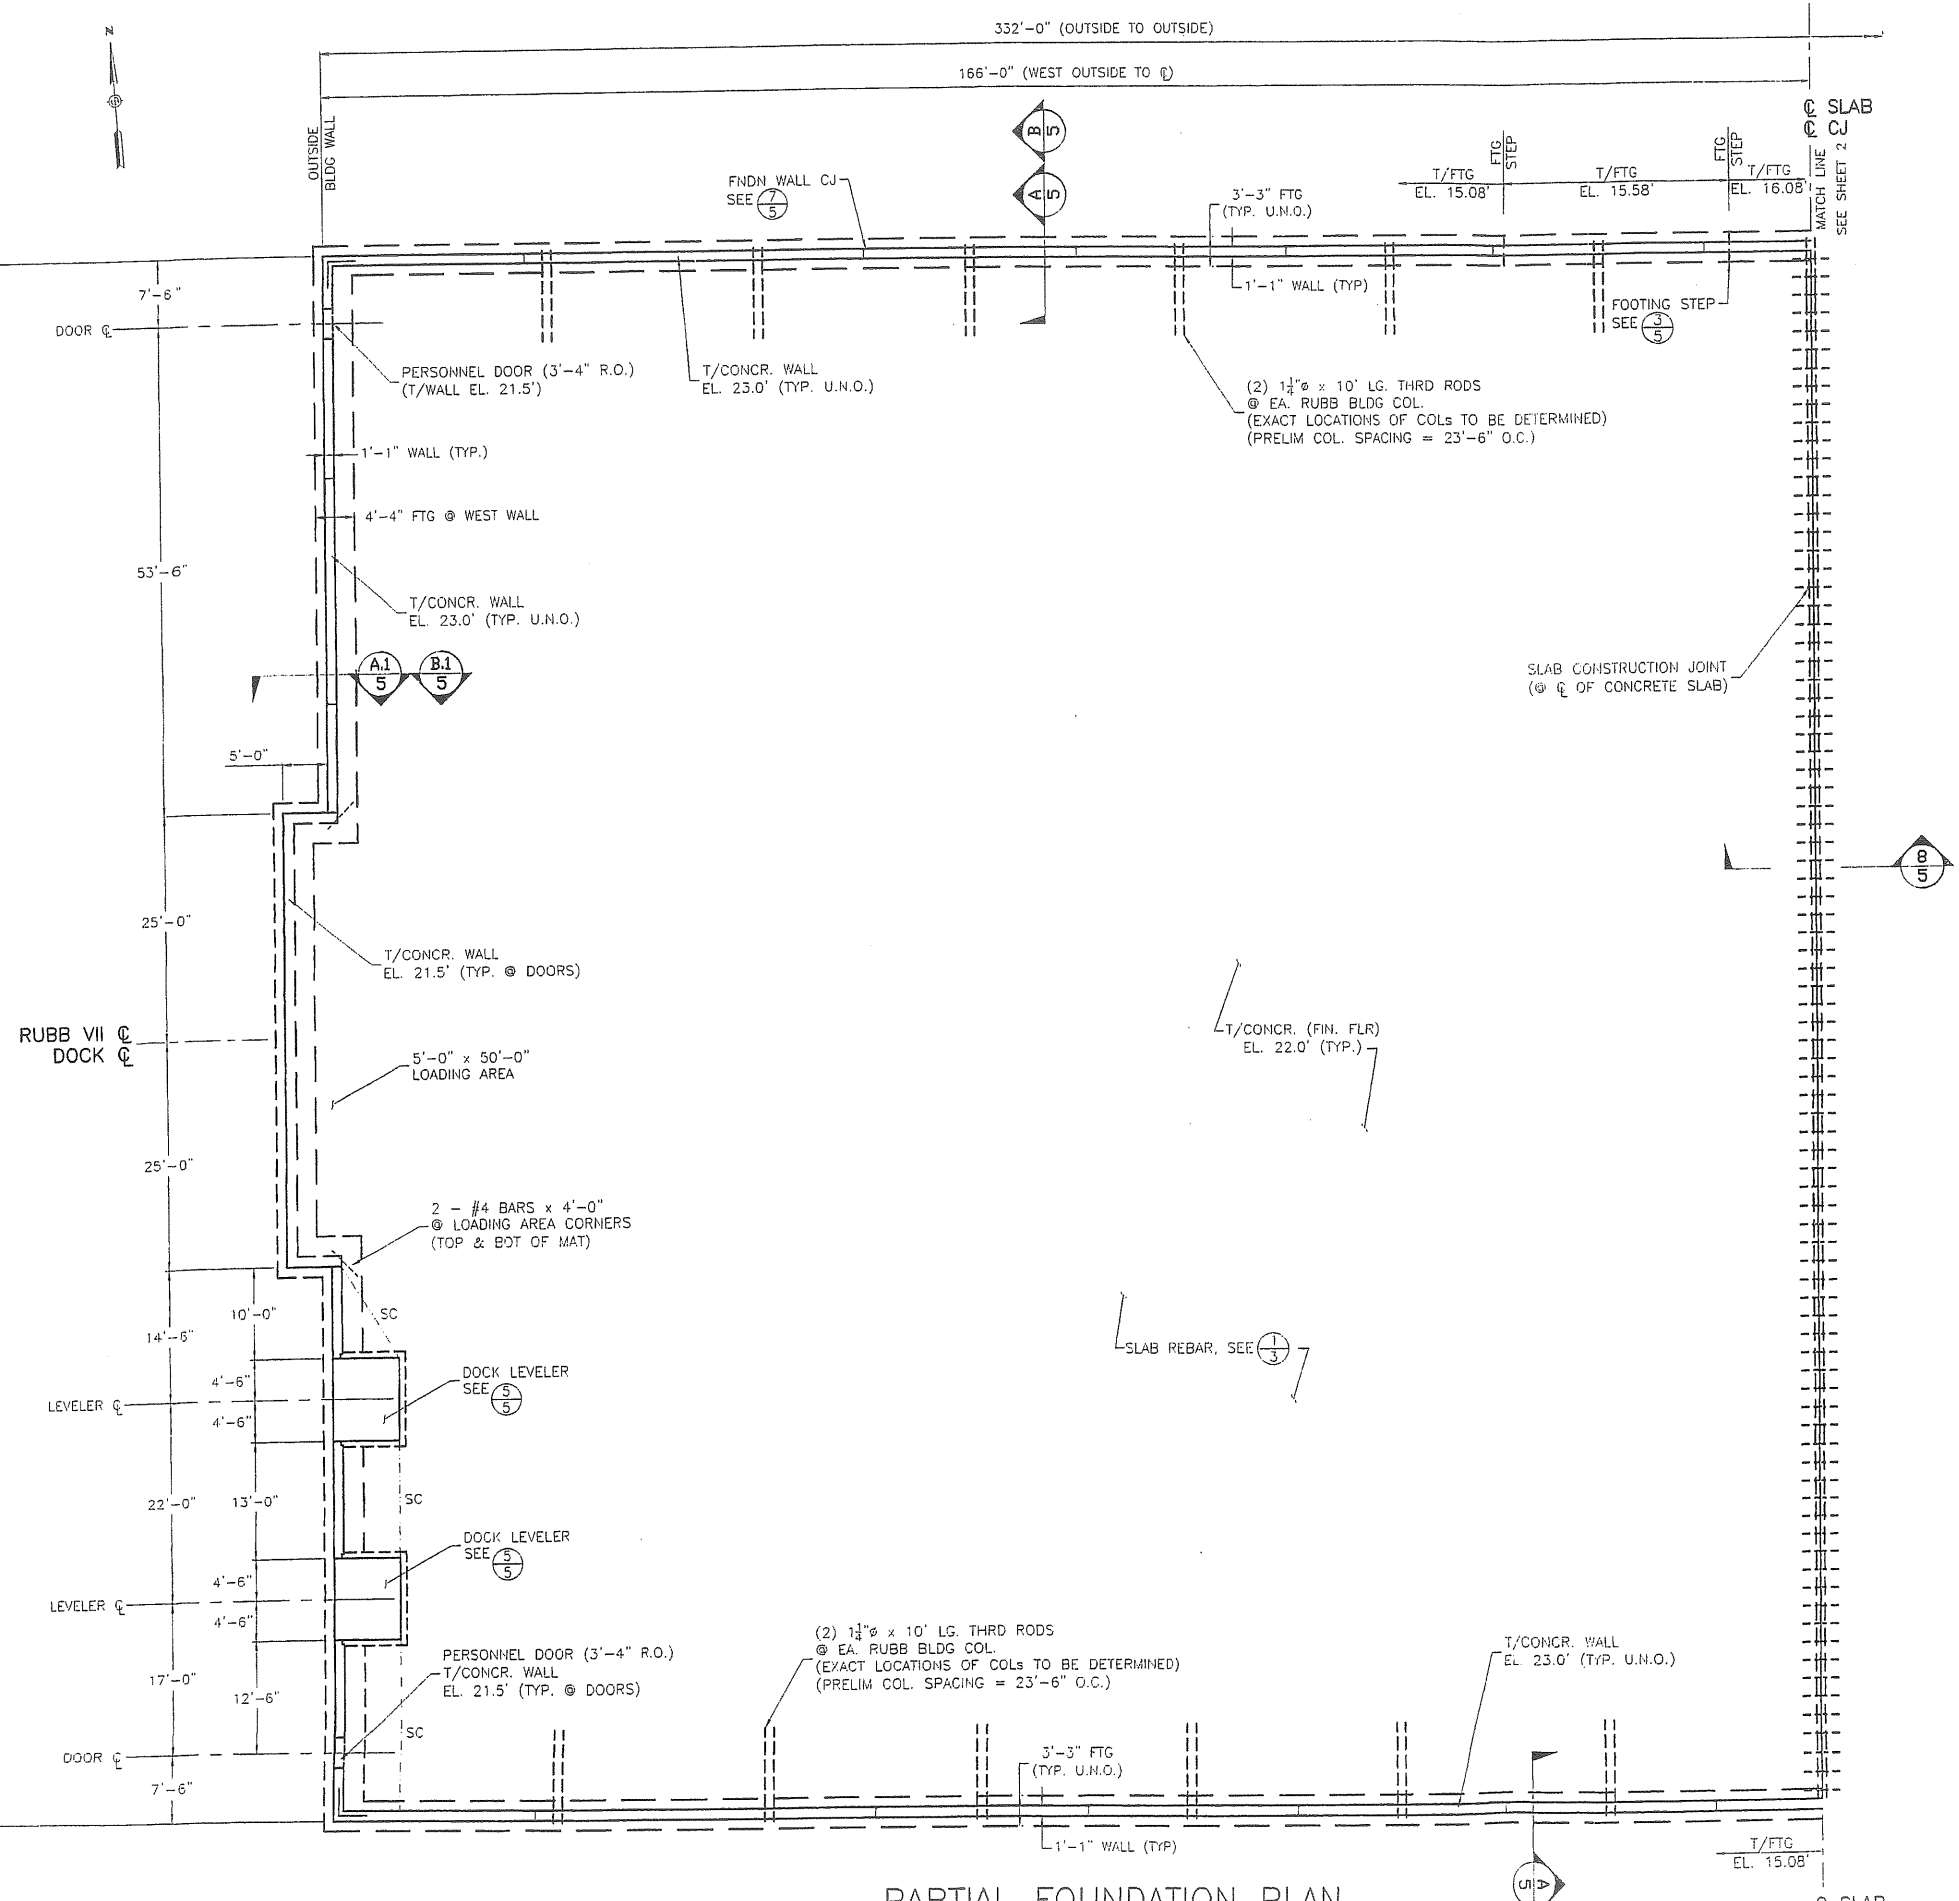 332'-0" (OUTSIDE TO OUTSIDE)
166'-0" (WEST OUTSIDE TO ℄)
N
OUTSIDE
BLDG WALL
B
5
A
5
℄ SLAB
℄ CJ
MATCH LINE
SEE SHEET 2
FTG
STEP
FTG
STEP
T/FTG
EL. 15.08'
T/FTG
EL. 15.58'
T/FTG
EL. 16.08'
FNDN WALL CJ
SEE 7
5
3'-3" FTG
(TYP. U.N.O.)
7'-6"
1'-1" WALL (TYP)
FOOTING STEP
SEE 3
5
DOOR ℄
PERSONNEL DOOR (3'-4" R.O.)
(T/WALL EL. 21.5')
T/CONCR. WALL
EL. 23.0' (TYP. U.N.O.)
(2) 1¼"ø x 10' LG. THRD RODS
@ EA. RUBB BLDG COL.
(EXACT LOCATIONS OF COLs TO BE DETERMINED)
(PRELIM COL. SPACING = 23'-6" O.C.)
1'-1" WALL (TYP.)
4'-4" FTG @ WEST WALL
53'-6"
T/CONCR. WALL
EL. 23.0' (TYP. U.N.O.)
A.1
5
B.1
5
SLAB CONSTRUCTION JOINT
(@ ℄ OF CONCRETE SLAB)
5'-0"
8
5
25'-0"
T/CONCR. WALL
EL. 21.5' (TYP. @ DOORS)
RUBB VII ℄
DOCK ℄
T/CONCR. (FIN. FLR)
EL. 22.0' (TYP.)
5'-0" x 50'-0"
LOADING AREA
25'-0"
2 - #4 BARS x 4'-0"
@ LOADING AREA CORNERS
(TOP & BOT OF MAT)
10'-0"
SC
14'-6"
SLAB REBAR, SEE 1
3
4'-6"
DOCK LEVELER
SEE 5
5
LEVELER ℄
4'-6"
22'-0"
13'-0"
SC
DOCK LEVELER
SEE 5
5
4'-6"
LEVELER ℄
4'-6"
(2) 1¼"ø x 10' LG. THRD RODS
@ EA. RUBB BLDG COL.
(EXACT LOCATIONS OF COLs TO BE DETERMINED)
(PRELIM COL. SPACING = 23'-6" O.C.)
T/CONCR. WALL
EL. 23.0' (TYP. U.N.O.)
PERSONNEL DOOR (3'-4" R.O.)
T/CONCR. WALL
EL. 21.5' (TYP. @ DOORS)
17'-0"
12'-6"
SC
DOOR ℄
7'-6"
3'-3" FTG
(TYP. U.N.O.)
1'-1" WALL (TYP)
T/FTG
EL. 15.08'
A
5
PARTIAL FOUNDATION PLAN
SLAB